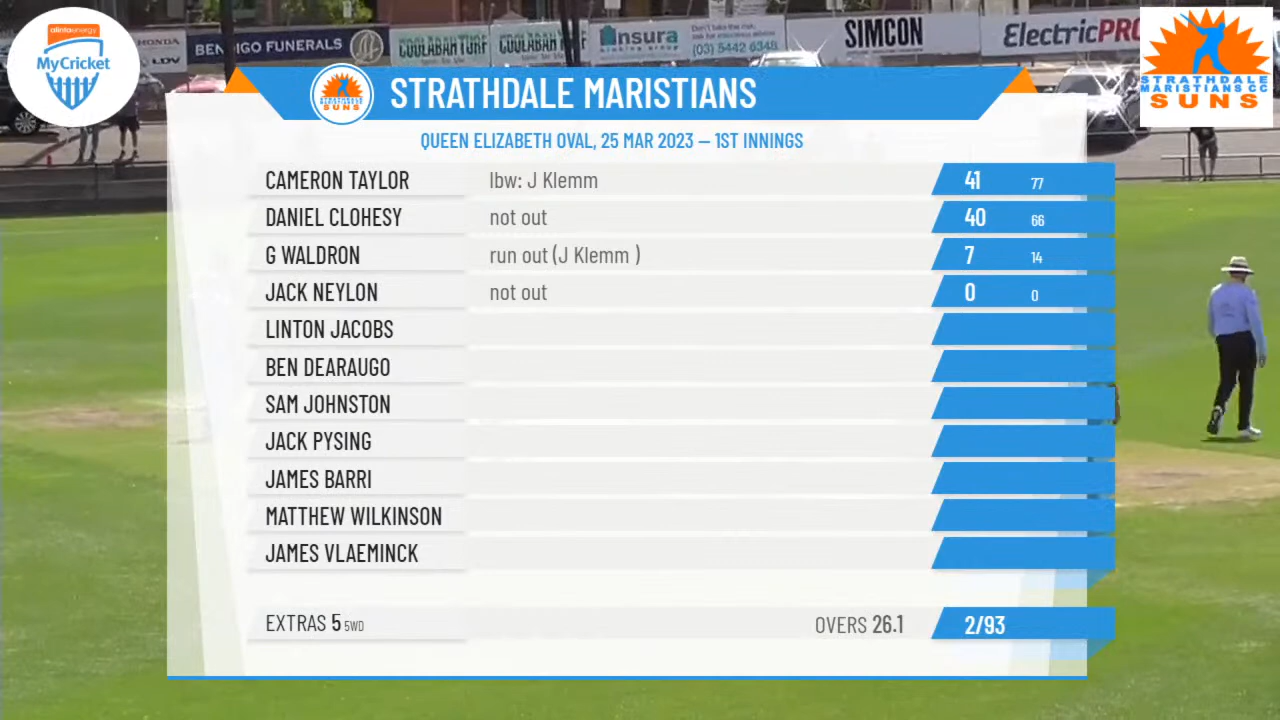 alintaenergy
MyCricket
HONDA
LDV
BENDIGO FUNERALS
COOLABAH TURF
COOLABAH TURF
Insura
(03) 5442 6348
SIMCON
ElectricPRO
STRATHDALE
MARISTIANS CC
SUNS
STRATHDALE MARISTIANS
QUEEN ELIZABETH OVAL, 25 MAR 2023 – 1ST INNINGS
CAMERON TAYLOR lbw: J Klemm 41 77
DANIEL CLOHESY not out 40 66
G WALDRON run out (J Klemm ) 7 14
JACK NEYLON not out 0 0
LINTON JACOBS
BEN DEARAUGO
SAM JOHNSTON
JACK PYSING
JAMES BARRI
MATTHEW WILKINSON
JAMES VLAEMINCK
EXTRAS 5 5WD OVERS 26.1 2/93